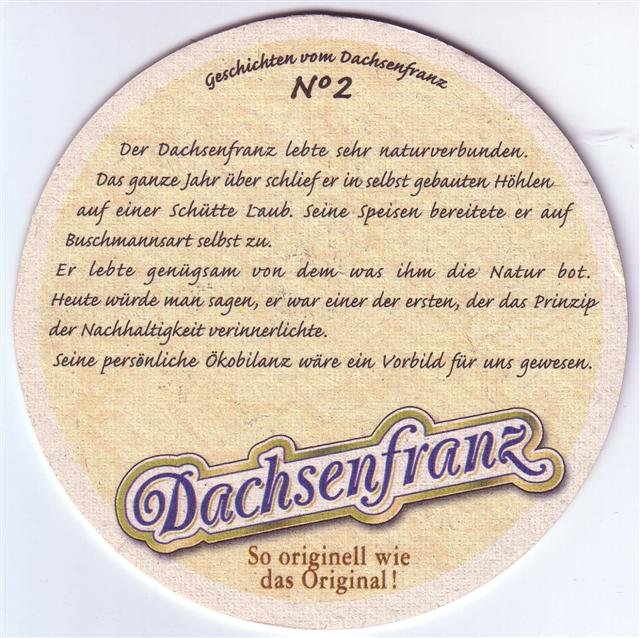 Geschichten vom Dachsenfranz
Nº 2
Der Dachsenfranz lebte sehr naturverbunden.
Das ganze Jahr über schlief er in selbst gebauten Höhlen
auf einer Schütte Laub. Seine Speisen bereitete er auf
Buschmannsart selbst zu.
Er lebte genügsam von dem was ihm die Natur bot.
Heute würde man sagen, er war einer der ersten, der das Prinzip
der Nachhaltigkeit verinnerlichte.
Seine persönliche Ökobilanz wäre ein Vorbild für uns gewesen.
Dachsenfranz
So originell wie
das Original!